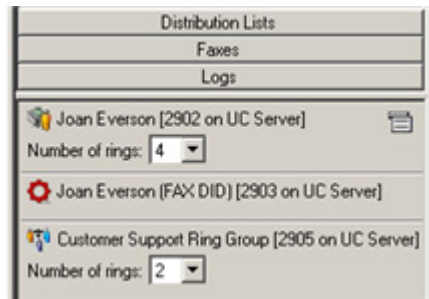 Distribution Lists
Faxes
Logs
Joan Everson [2902 on UC Server]
Number of rings: 4
Joan Everson (FAX DID) [2903 on UC Server]
Customer Support Ring Group [2905 on UC Server]
Number of rings: 2